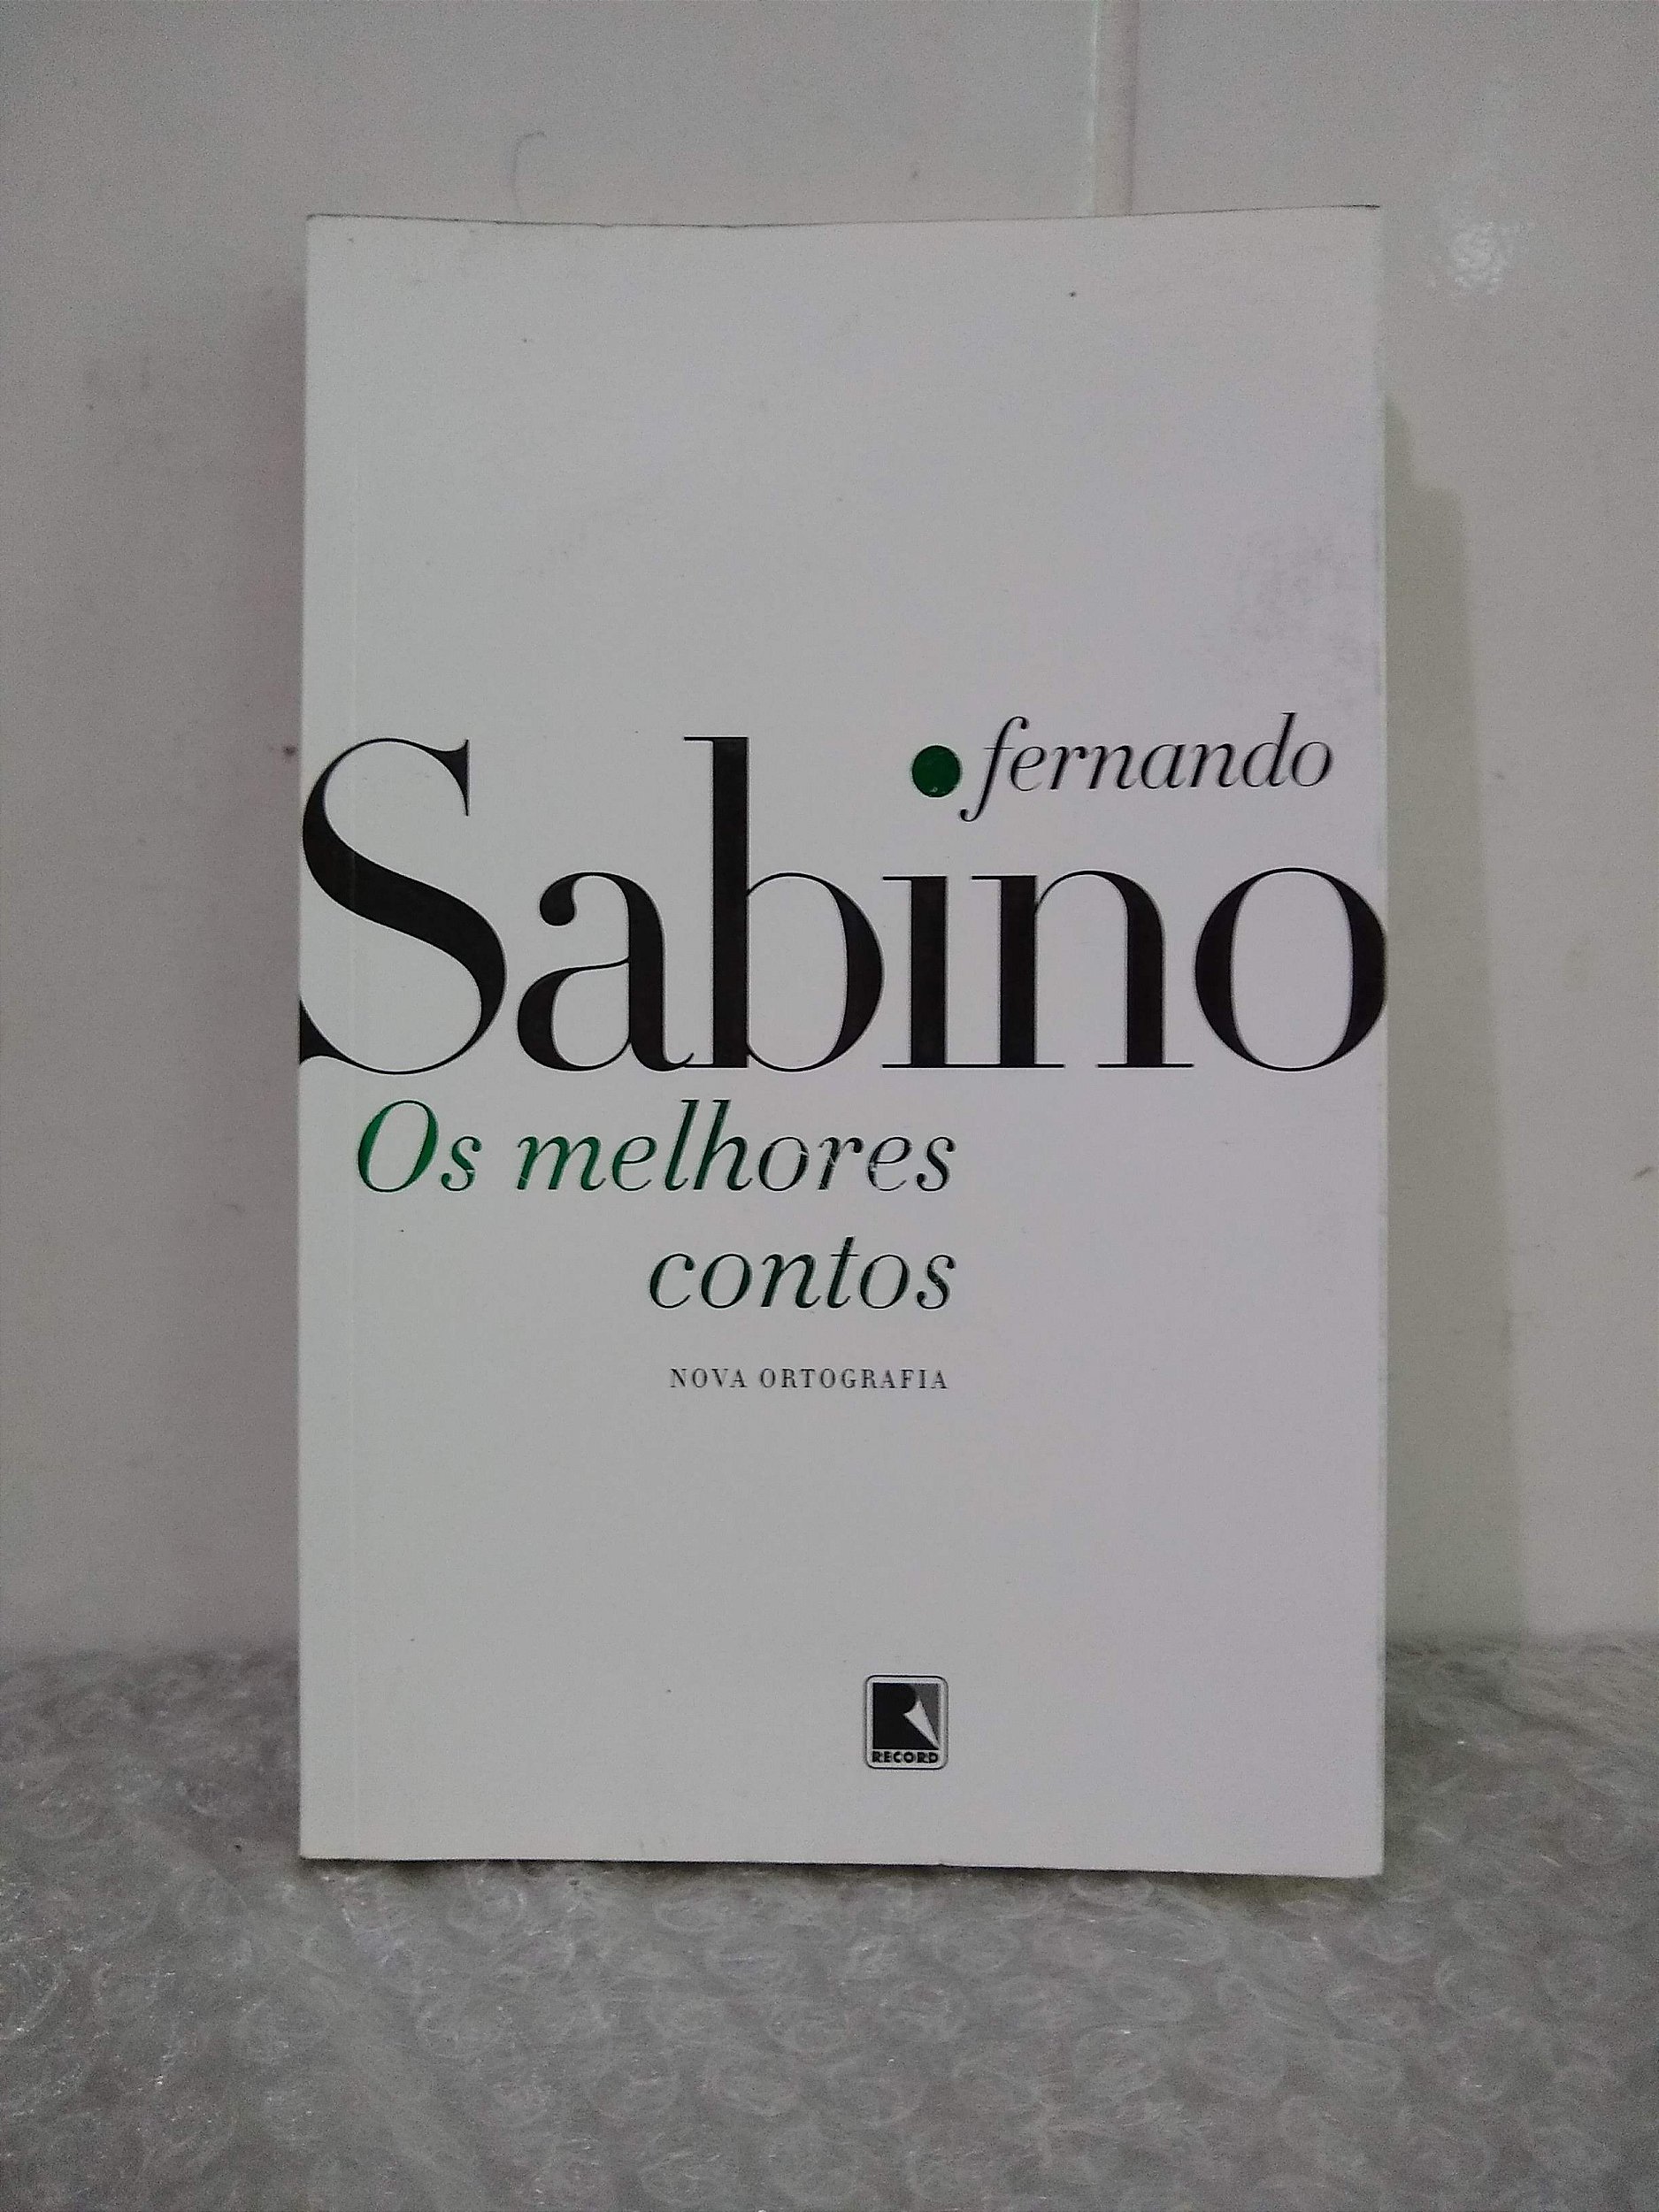 fernando
Sabino
Os melhores
contos
NOVA ORTOGRAFIA
RECORD